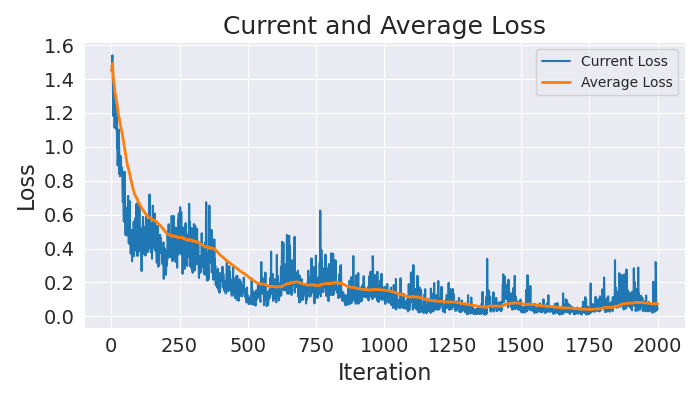 Current and Average Loss
Current Loss
Average Loss
1.6
1.4
1.2
1.0
0.8
0.6
0.4
0.2
0.0
Loss
0 250 500 750 1000 1250 1500 1750 2000
Iteration